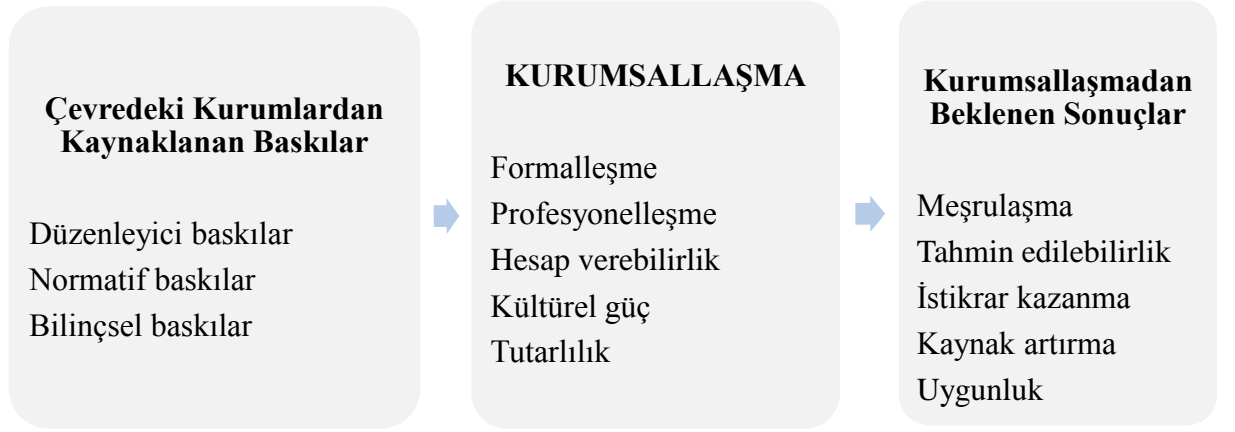 Çevredeki Kurumlardan
Kaynaklanan Baskılar
Düzenleyici baskılar
Normatif baskılar
Bilinçsel baskılar
KURUMSALLAŞMA
Formalleşme
Profesyonelleşme
Hesap verebilirlik
Kültürel güç
Tutarlılık
Kurumsallaşmadan
Beklenen Sonuçlar
Meşrulaşma
Tahmin edilebilirlik
İstikrar kazanma
Kaynak artırma
Uygunluk